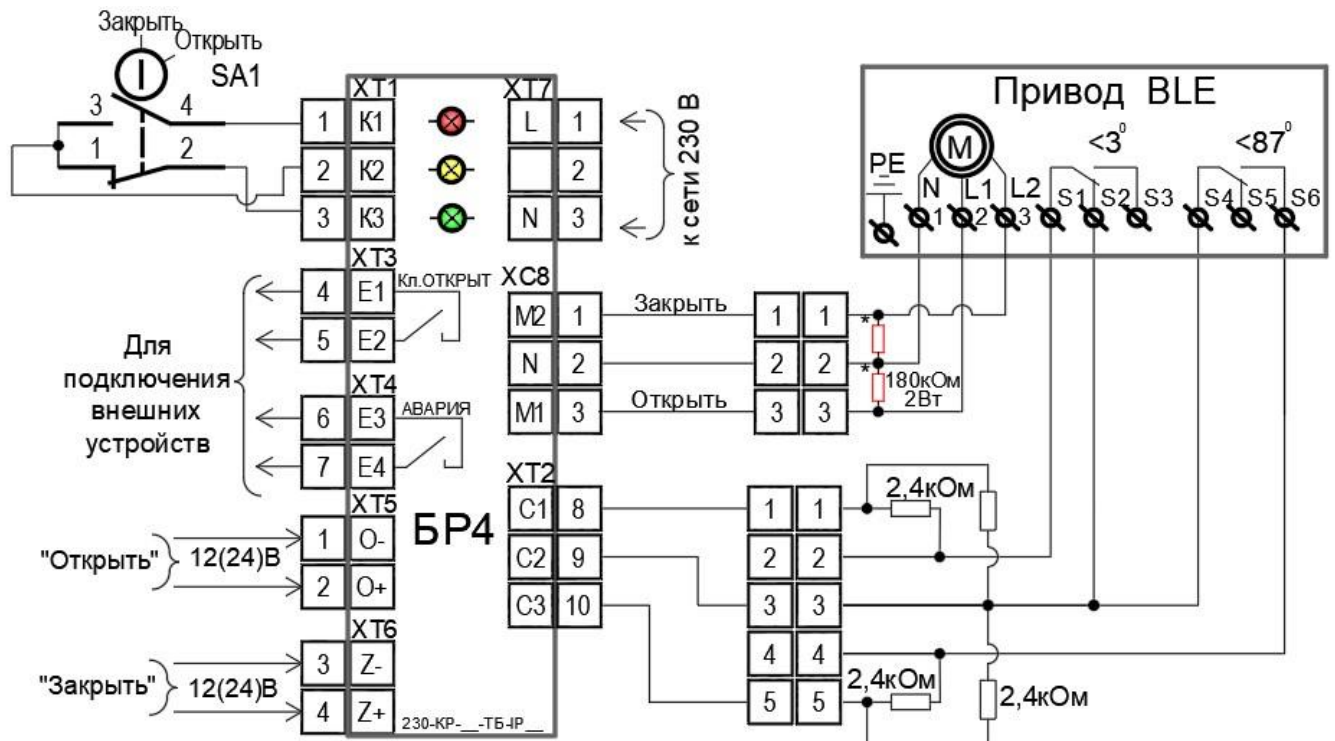 Закрыть
Открыть
SA1
3 4
1 2
XT1
1 К1
2 К2
3 К3
XT7
L 1
2
N 3
к сети 230 В
Привод BLE
M
PE
N L1 L2
1 2 3
<3⁰
S1 S2 S3
<87⁰
S4 S5 S6
XT3
4 E1
5 E2
Кл.ОТКРЫТ
XT4
6 E3
7 E4
АВАРИЯ
Для
подключения
внешних
устройств
XC8
M2 1
N 2
M1 3
Закрыть
Открыть
1 1
2 2
3 3
*
*
180кОм
2Вт
XT5
1 O-
2 O+
"Открыть"
12(24)В
XT6
3 Z-
4 Z+
"Закрыть"
12(24)В
БР4
230-КР-__-ТБ-IP__
XT2
C1 8
C2 9
C3 10
1 1
2 2
3 3
4 4
5 5
2,4кОм
2,4кОм
2,4кОм